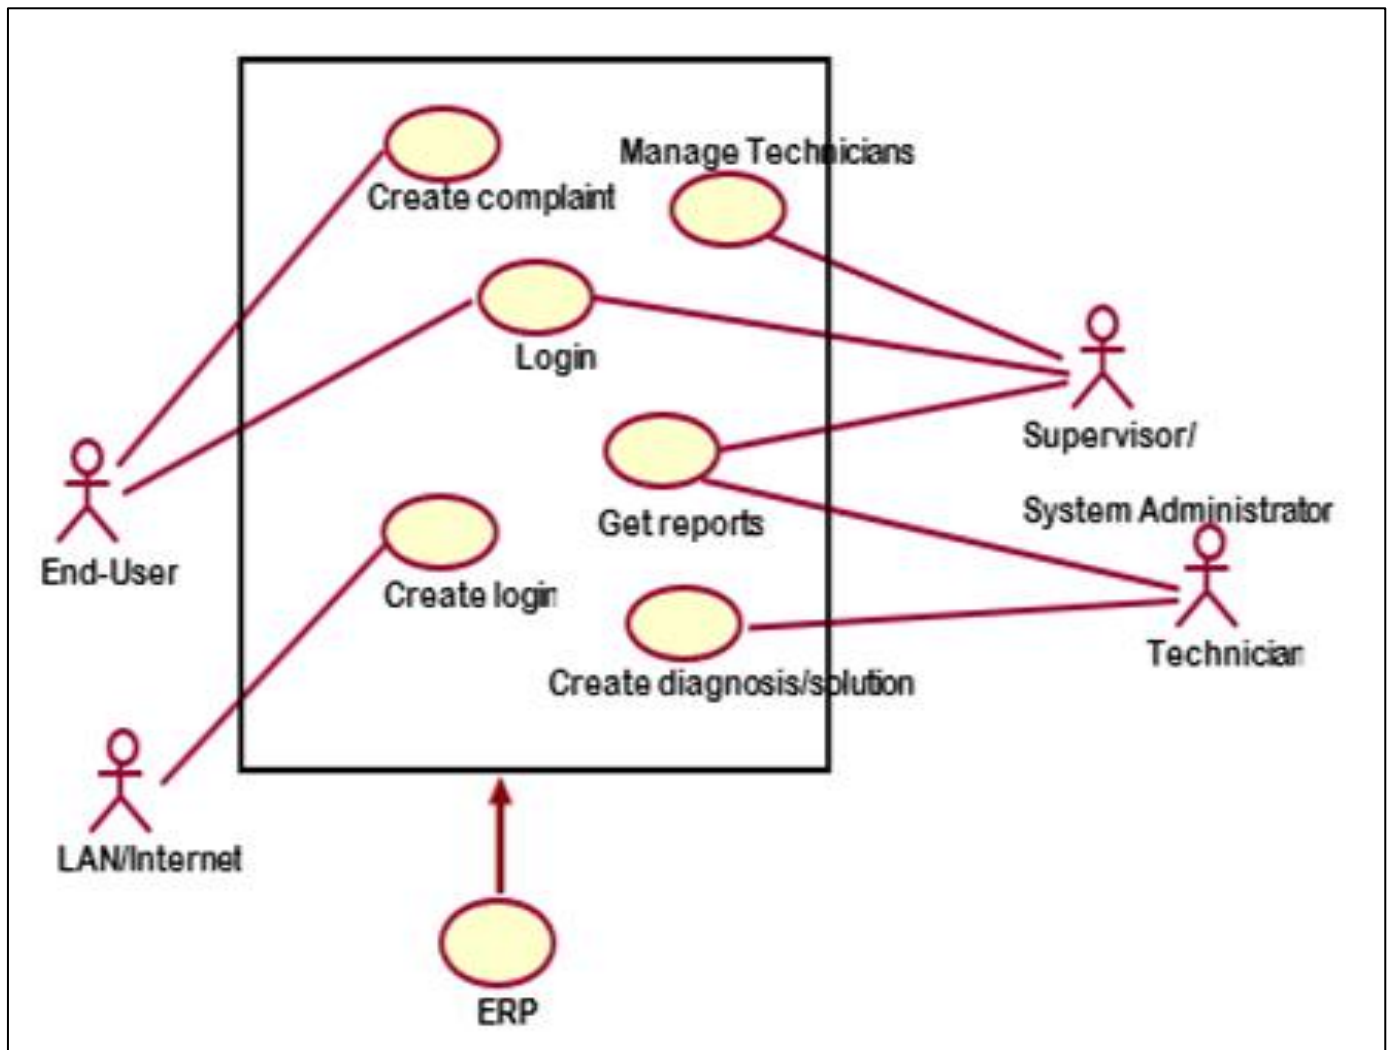 Manage Technicians
Create complaint
Login
Supervisor/
System Administrator
Get reports
End-User
Create login
Technician
Create diagnosis/solution
LAN/Internet
ERP